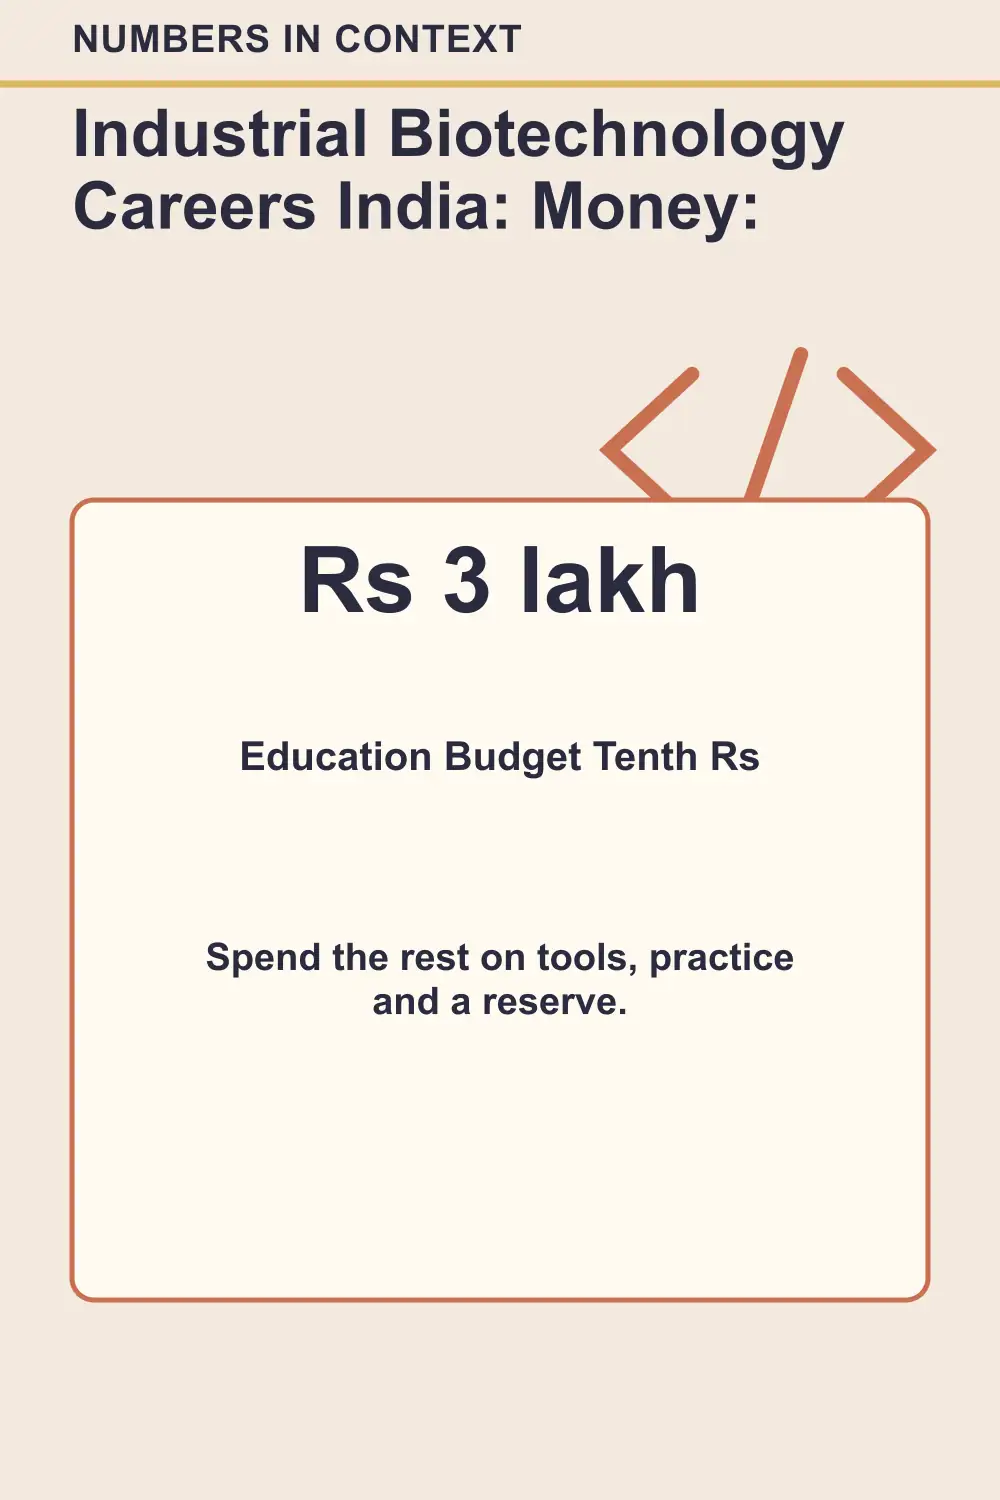 NUMBERS IN CONTEXT
Industrial Biotechnology
Careers India: Money:
Rs 3 lakh
Education Budget Tenth Rs
Spend the rest on tools, practice
and a reserve.